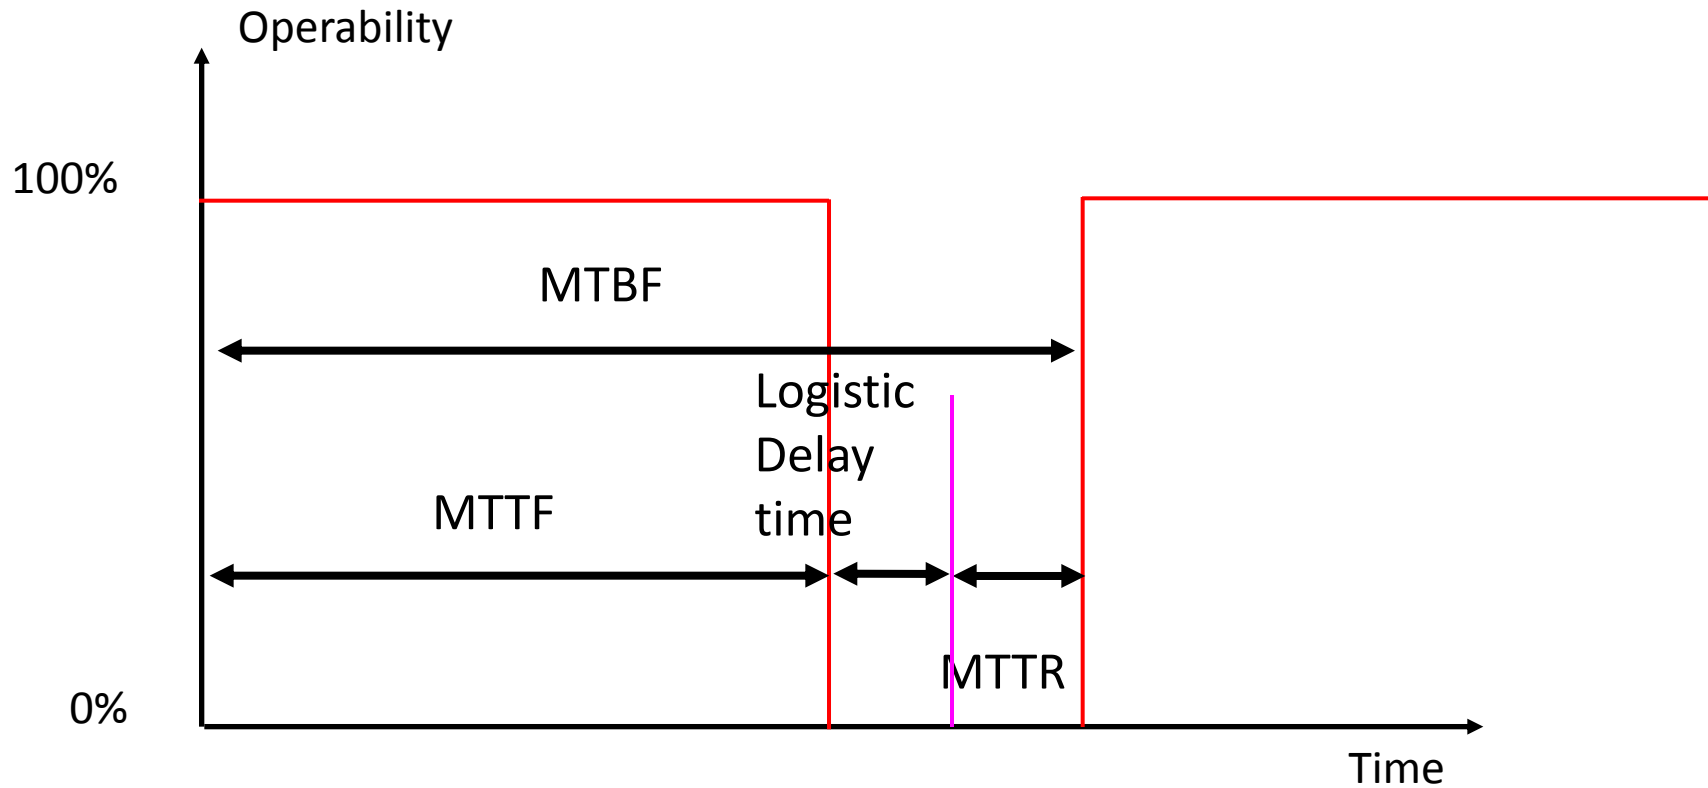 Operability
100%
MTBF
Logistic
Delay
time
MTTF
MTTR
0%
Time